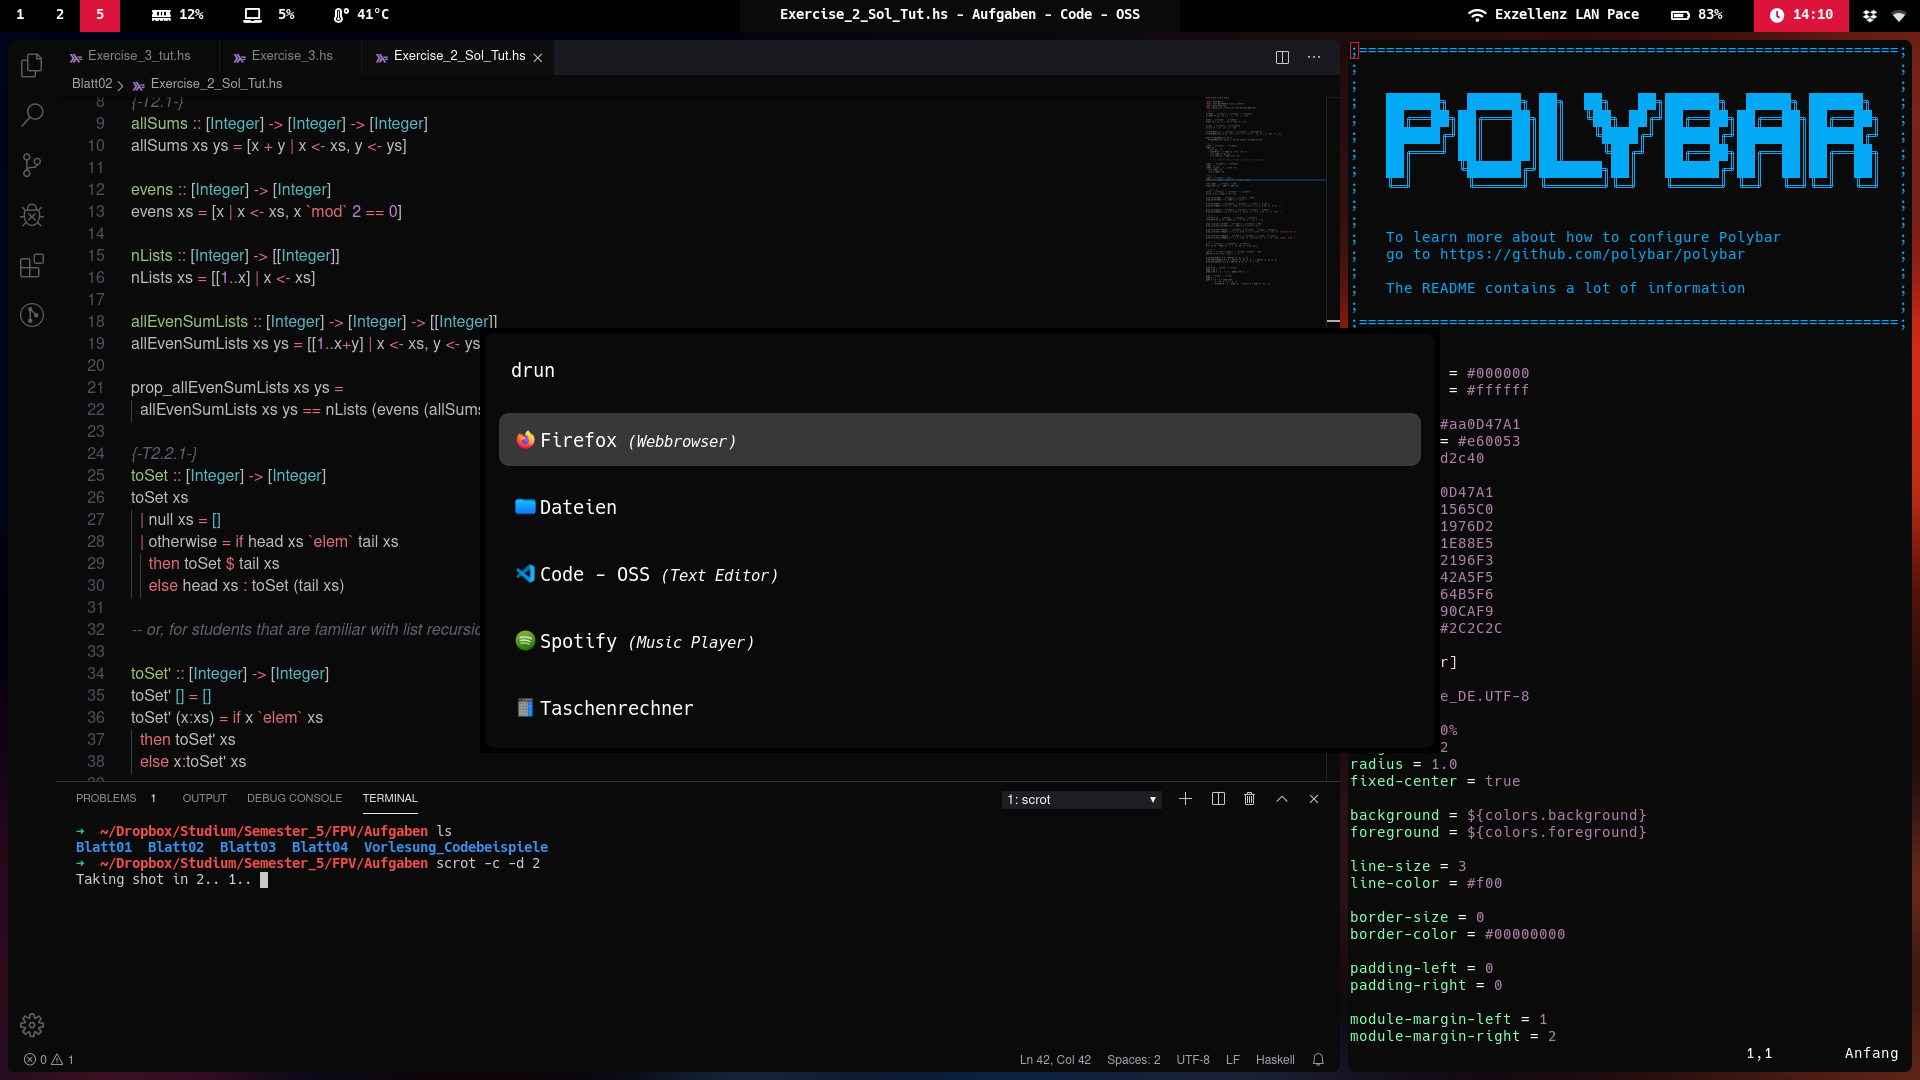 1 2 5 12% 5% 41°C Exercise_2_Sol_Tut.hs - Aufgaben - Code - OSS Exzellenz LAN Pace 83% 14:10
Exercise_3_tut.hs Exercise_3.hs Exercise_2_Sol_Tut.hs
Blatt02 Exercise_2_Sol_Tut.hs
8 {-T2.1-}
9 allSums :: [Integer] -> [Integer] -> [Integer]
10 allSums xs ys = [x + y | x <- xs, y <- ys]
11
12 evens :: [Integer] -> [Integer]
13 evens xs = [x | x <- xs, x `mod` 2 == 0]
14
15 nLists :: [Integer] -> [[Integer]]
16 nLists xs = [[1..x] | x <- xs]
17
18 allEvenSumLists :: [Integer] -> [Integer] -> [[Integer]]
19 allEvenSumLists xs ys = [[1..x+y] | x <- xs, y <- ys
20
21 prop_allEvenSumLists xs ys =
22 allEvenSumLists xs ys == nLists (evens (allSums
23
24 {-T2.2.1-}
25 toSet :: [Integer] -> [Integer]
26 toSet xs
27 | null xs = []
28 | otherwise = if head xs `elem` tail xs
29 then toSet $ tail xs
30 else head xs : toSet (tail xs)
31
32 -- or, for students that are familiar with list recursio
33
34 toSet' :: [Integer] -> [Integer]
35 toSet' [] = []
36 toSet' (x:xs) = if x `elem` xs
37 then toSet' xs
38 else x:toSet' xs
PROBLEMS 1 OUTPUT DEBUG CONSOLE TERMINAL 1: scrot
➜ ~/Dropbox/Studium/Semester_5/FPV/Aufgaben ls
Blatt01 Blatt02 Blatt03 Blatt04 Vorlesung_Codebeispiele
➜ ~/Dropbox/Studium/Semester_5/FPV/Aufgaben scrot -c -d 2
Taking shot in 2.. 1..
0 1 Ln 42, Col 42 Spaces: 2 UTF-8 LF Haskell
drun
Firefox (Webbrowser)
Dateien
Code - OSS (Text Editor)
Spotify (Music Player)
Taschenrechner
;============================================================;
POLYBAR
; To learn more about how to configure Polybar ;
; go to https://github.com/polybar/polybar ;
; The README contains a lot of information ;
;============================================================;
= #000000
= #ffffff
#aa0D47A1
= #e60053
d2c40
0D47A1
1565C0
1976D2
1E88E5
2196F3
42A5F5
64B5F6
90CAF9
#2C2C2C
r]
e_DE.UTF-8
0%
2
radius = 1.0
fixed-center = true
background = ${colors.background}
foreground = ${colors.foreground}
line-size = 3
line-color = #f00
border-size = 0
border-color = #00000000
padding-left = 0
padding-right = 0
module-margin-left = 1
module-margin-right = 2
1,1 Anfang